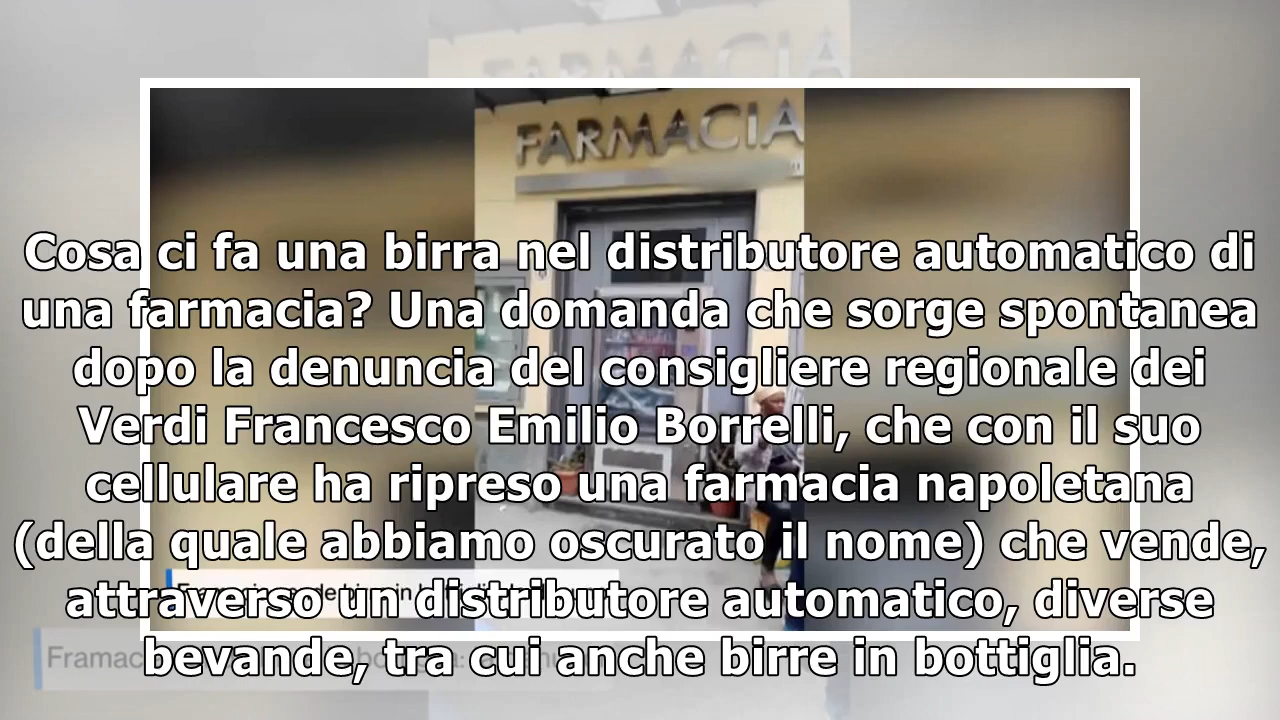 FARMACIA
FARMACIA
Cosa ci fa una birra nel distributore automatico di
una farmacia? Una domanda che sorge spontanea
dopo la denuncia del consigliere regionale dei
Verdi Francesco Emilio Borrelli, che con il suo
cellulare ha ripreso una farmacia napoletana
(della quale abbiamo oscurato il nome) che vende,
attraverso un distributore automatico, diverse
bevande, tra cui anche birre in bottiglia.